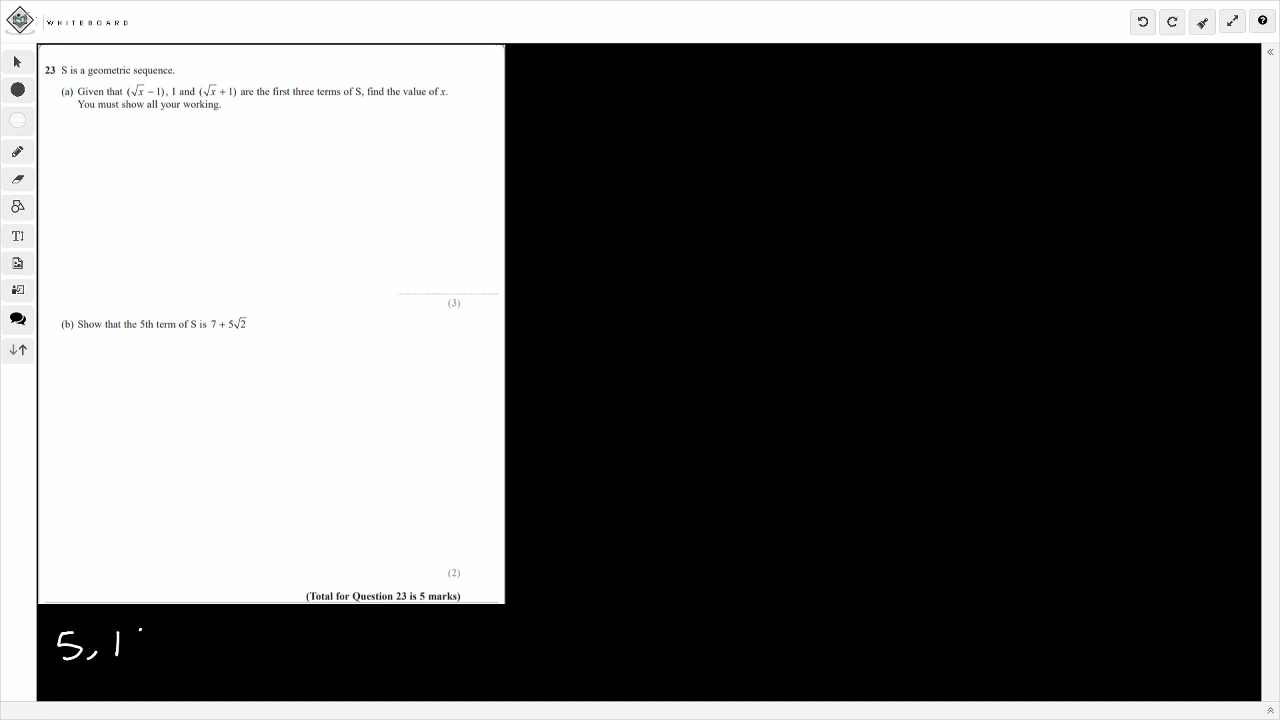 WHITEBOARD
23 S is a geometric sequence.
(a) Given that (√x − 1), 1 and (√x + 1) are the first three terms of S, find the value of x.
You must show all your working.
(3)
(b) Show that the 5th term of S is 7 + 5√2
(2)
(Total for Question 23 is 5 marks)
5, 1